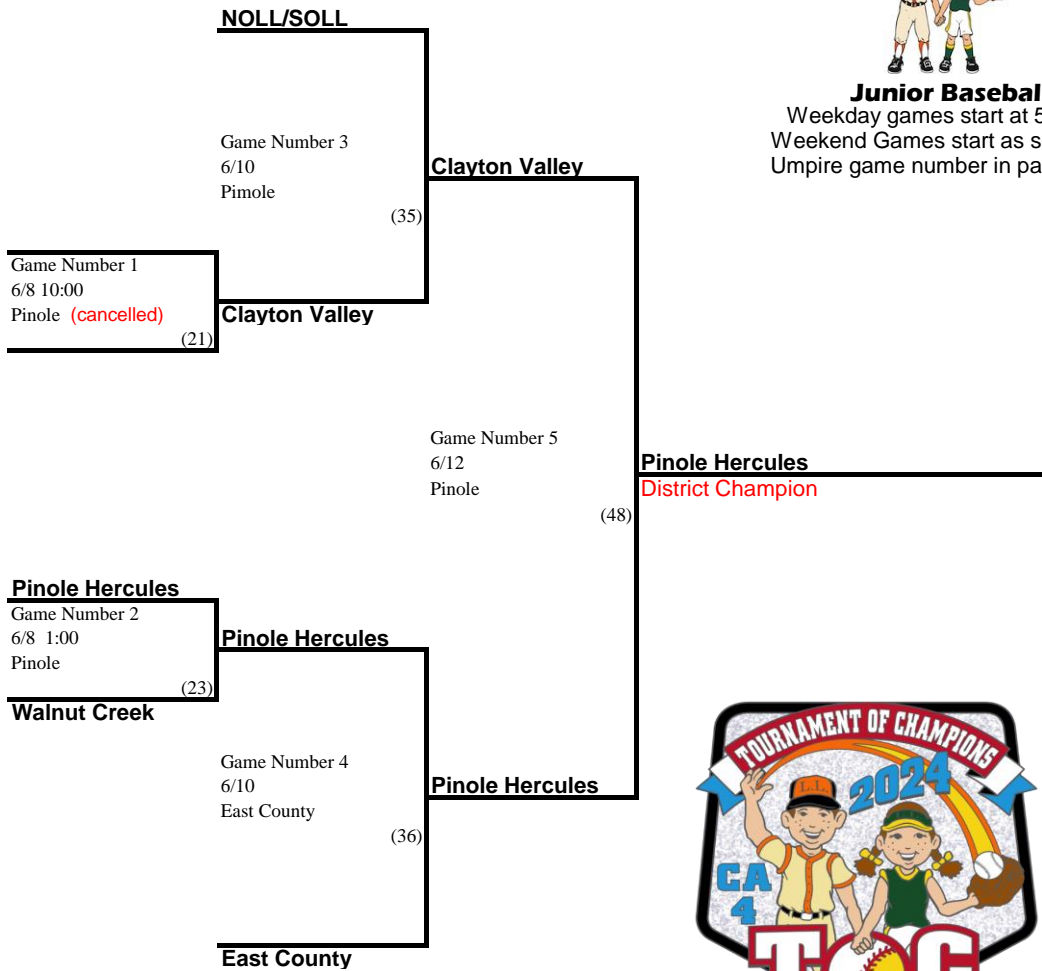 NOLL/SOLL
Junior Basebal
Weekday games start at 5
Weekend Games start as s
Umpire game number in pa
Game Number 3
6/10
Pimole
(35)
Clayton Valley
Game Number 1
6/8 10:00
Pinole (cancelled)
(21)
Clayton Valley
Game Number 5
6/12
Pinole
(48)
Pinole Hercules
District Champion
Pinole Hercules
Game Number 2
6/8 1:00
Pinole
(23)
Walnut Creek
Pinole Hercules
Game Number 4
6/10
East County
(36)
Pinole Hercules
East County
TOURNAMENT OF CHAMPIONS
2024
L.L.
CA
4
TOC